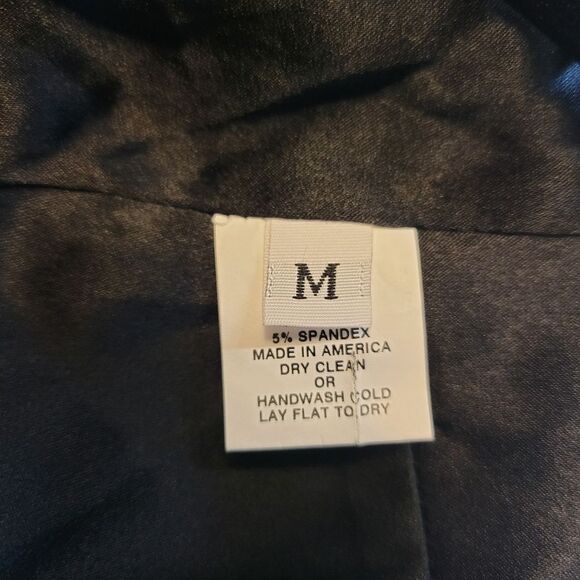 M
5% SPANDEX
MADE IN AMERICA
DRY CLEAN
OR
HANDWASH COLD
LAY FLAT TO DRY